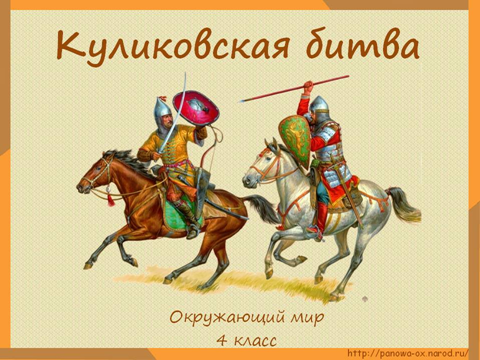 Куликовская битва
Окружающий мир
4 класс
http://panowa-ox.narod.ru/